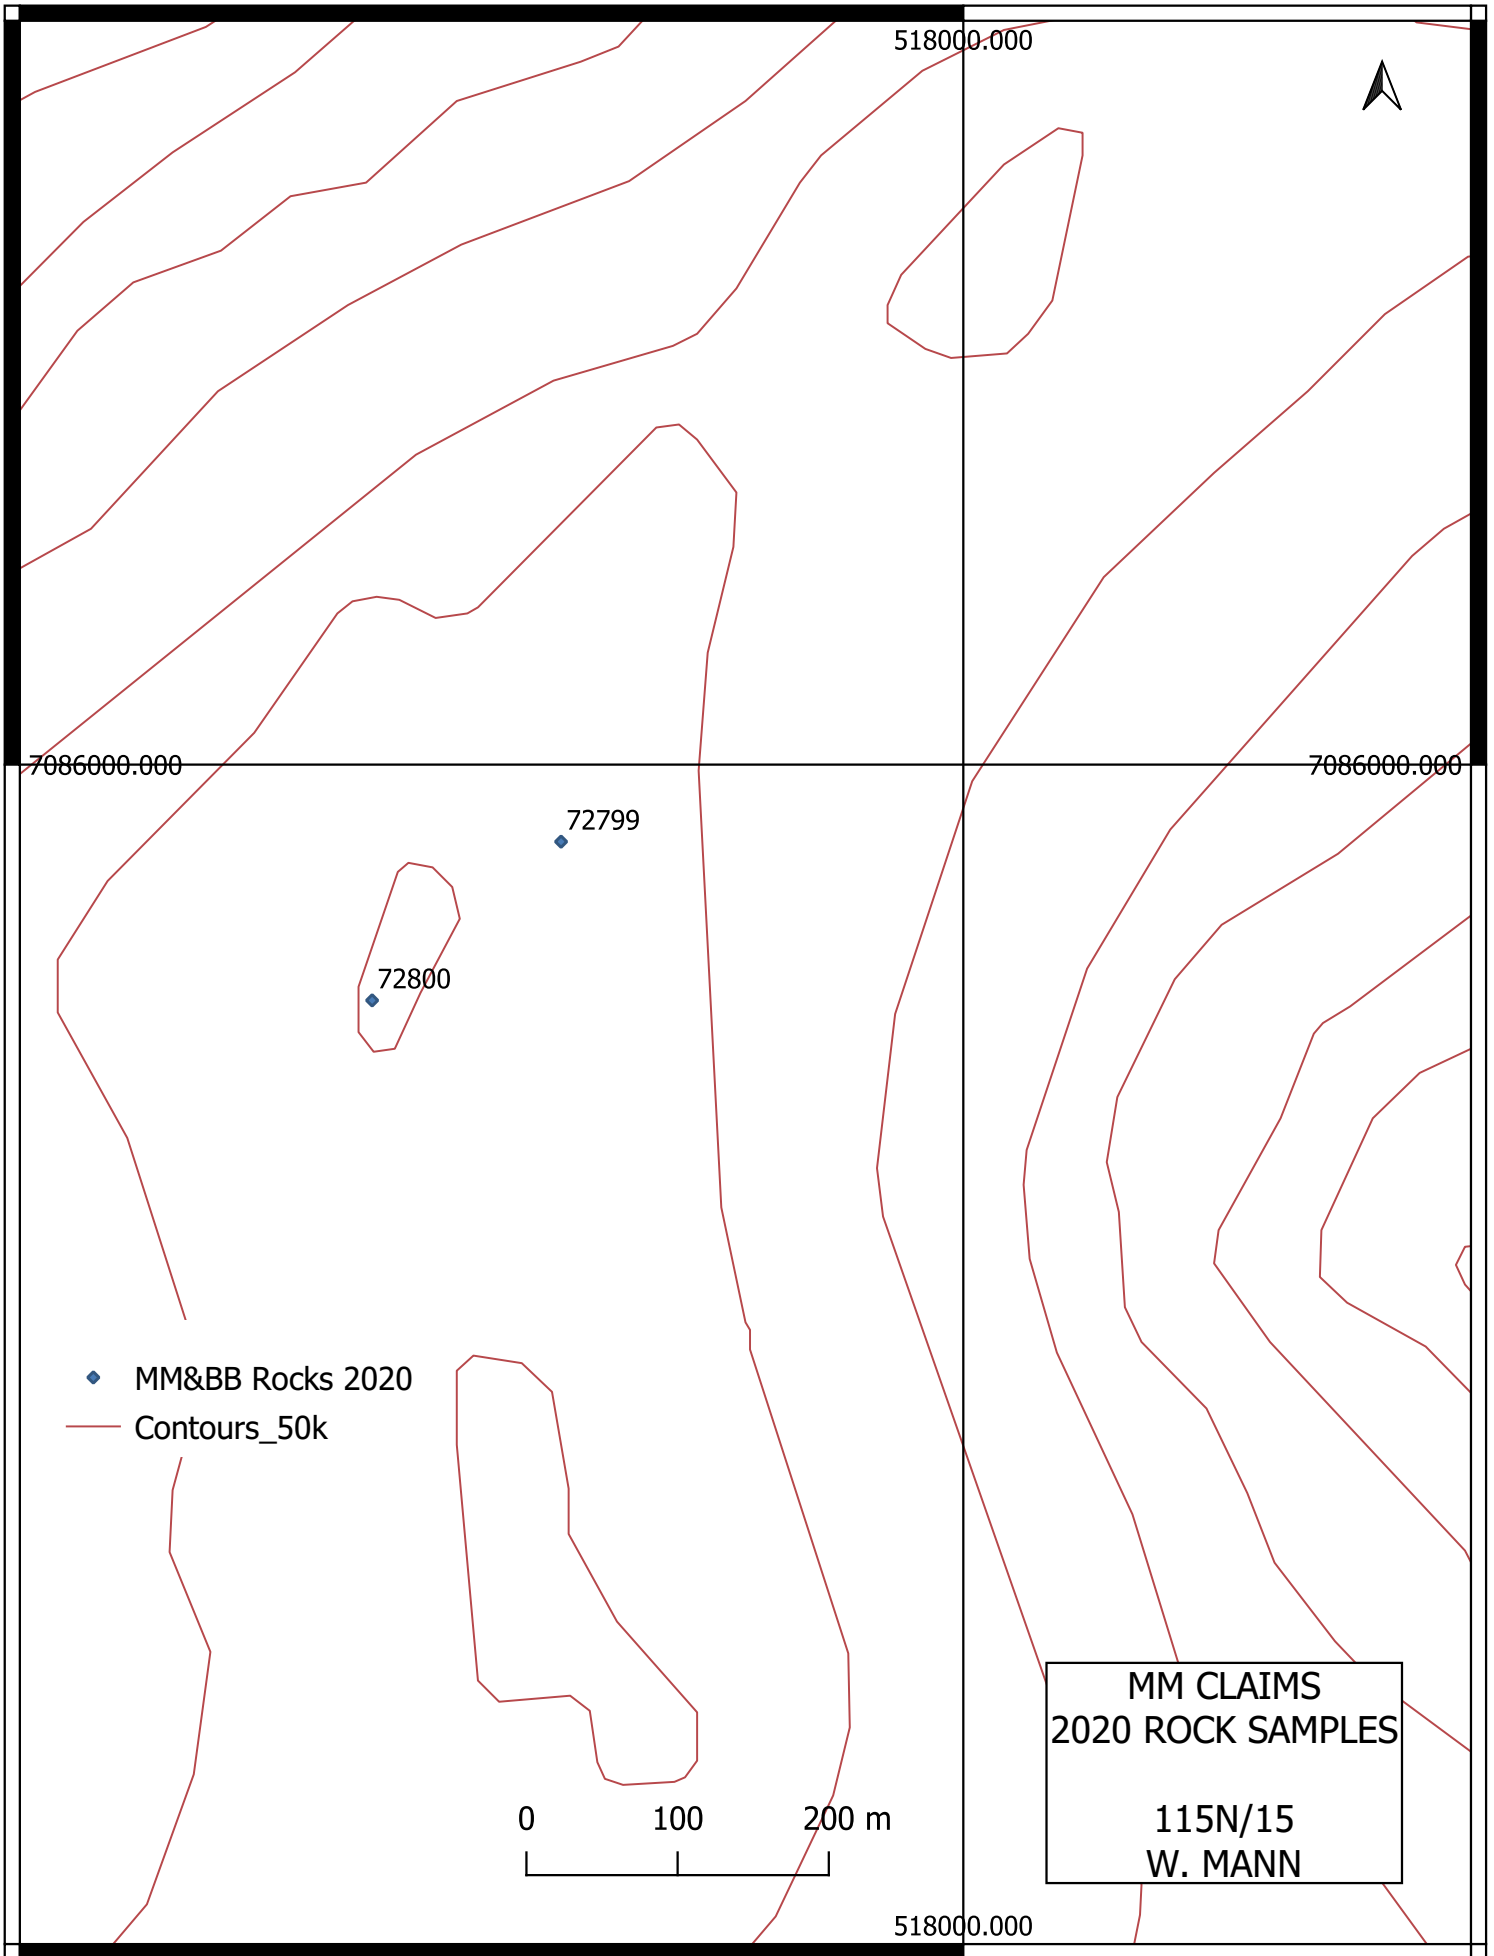 518000.000
7086000.000
7086000.000
72799
72800
MM&BB Rocks 2020
Contours_50k
MM CLAIMS
2020 ROCK SAMPLES
115N/15
W. MANN
0 100 200 m
518000.000